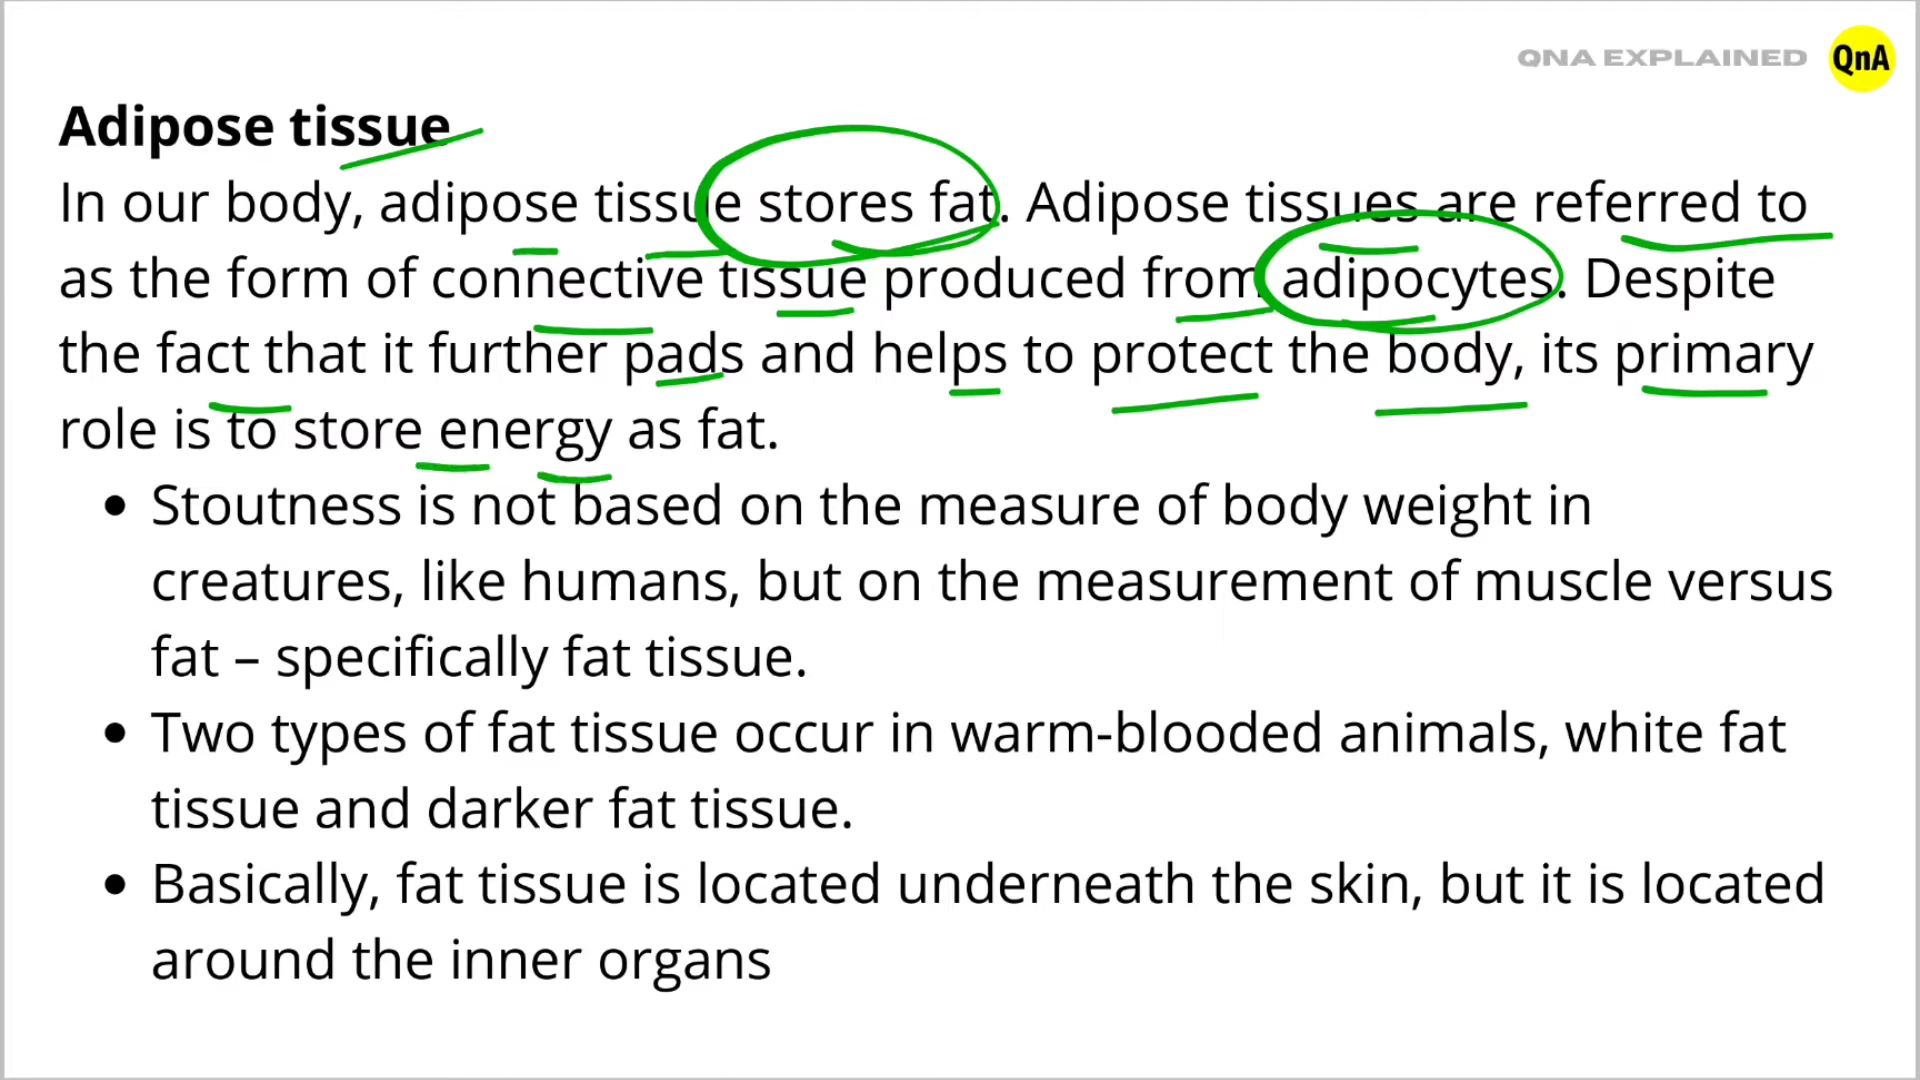 QNA EXPLAINED QnA
Adipose tissue
In our body, adipose tissue stores fat. Adipose tissues are referred to
as the form of connective tissue produced from adipocytes. Despite
the fact that it further pads and helps to protect the body, its primary
role is to store energy as fat.
• Stoutness is not based on the measure of body weight in
creatures, like humans, but on the measurement of muscle versus
fat – specifically fat tissue.
• Two types of fat tissue occur in warm-blooded animals, white fat
tissue and darker fat tissue.
• Basically, fat tissue is located underneath the skin, but it is located
around the inner organs